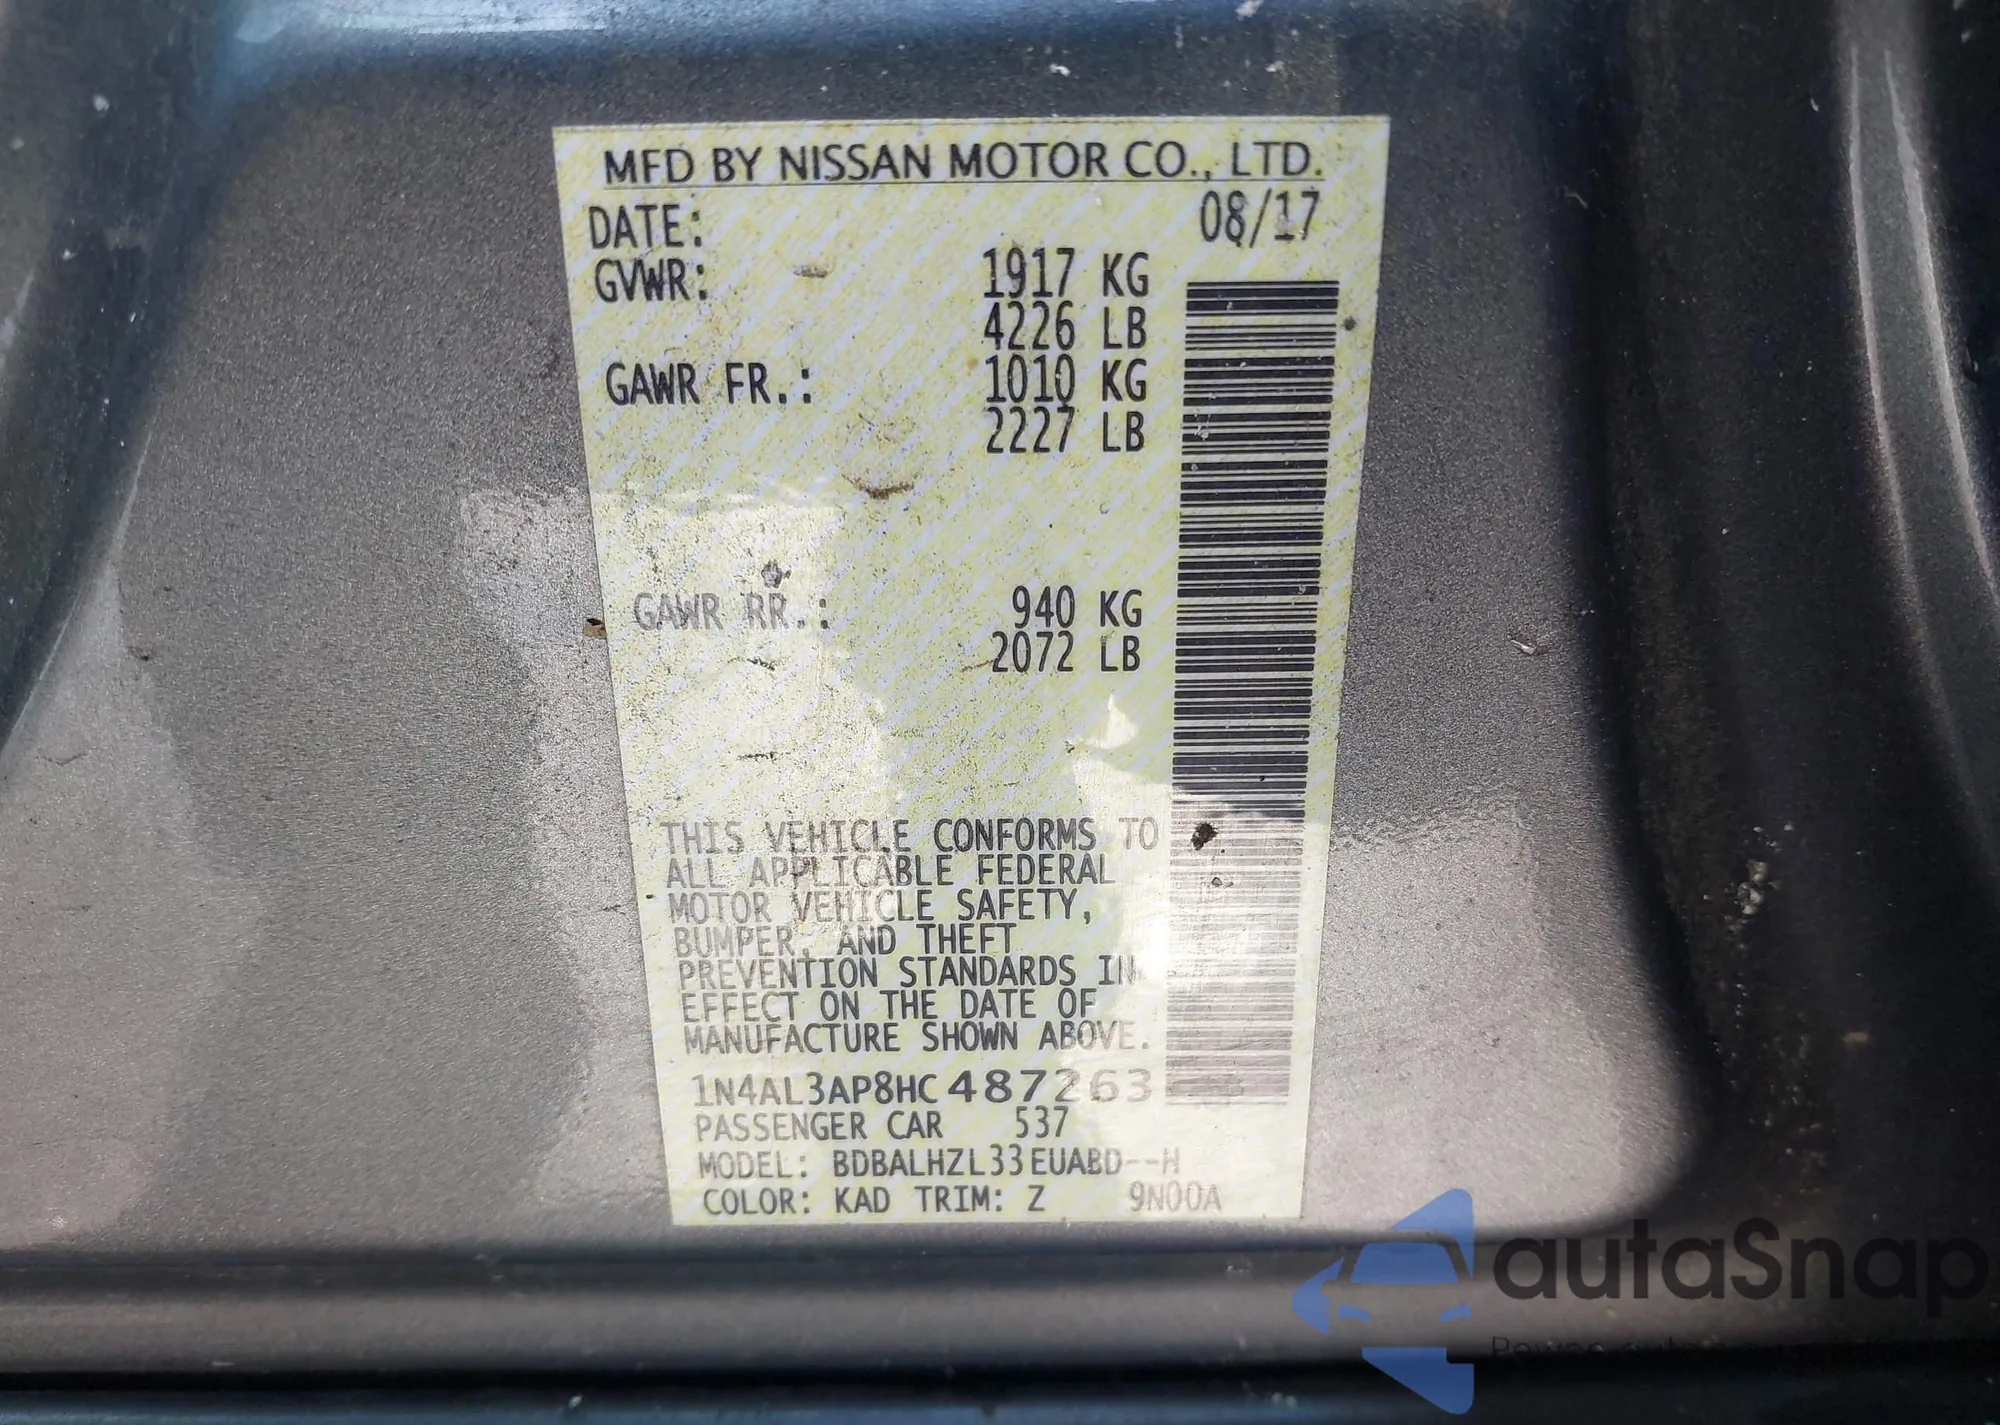 MFD BY NISSAN MOTOR CO., LTD.
DATE: 08/17
GVWR: 1917 KG
4226 LB
GAWR FR.: 1010 KG
2227 LB
GAWR RR.: 940 KG
2072 LB
THIS VEHICLE CONFORMS TO
ALL APPLICABLE FEDERAL
MOTOR VEHICLE SAFETY,
BUMPER, AND THEFT
PREVENTION STANDARDS IN
EFFECT ON THE DATE OF
MANUFACTURE SHOWN ABOVE.
1N4AL3AP8HC487263
PASSENGER CAR 537
MODEL: BDBALHZL33EUABD--H
COLOR: KAD TRIM: Z 9N00A
autaSnap